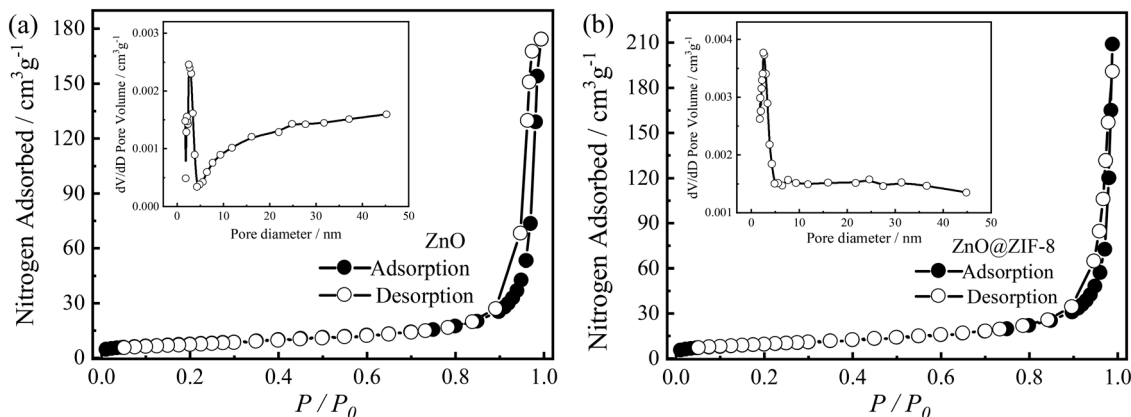 (a)
180
150
120
90
60
30
0
Nitrogen Adsorbed / cm³g⁻¹
0.0 0.2 0.4 0.6 0.8 1.0
P / P₀
0.003
0.002
0.001
0.000
dV/dD Pore Volume / cm³g⁻¹
0 10 20 30 40 50
Pore diameter / nm
ZnO
Adsorption
Desorption
(b)
210
180
150
120
90
60
30
0
Nitrogen Adsorbed / cm³g⁻¹
0.0 0.2 0.4 0.6 0.8 1.0
P / P₀
0.004
0.003
0.002
0.001
dV/dD Pore Volume / cm³g⁻¹
0 10 20 30 40 50
Pore diameter / nm
ZnO@ZIF-8
Adsorption
Desorption